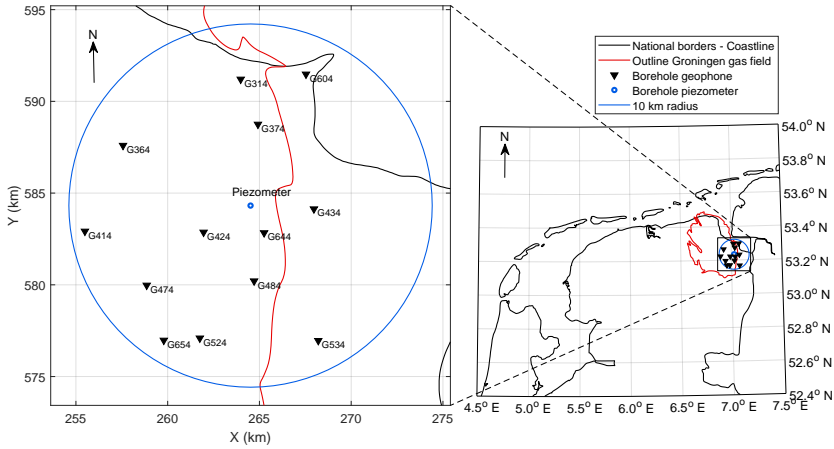 595
590
585
580
575
Y (km)
255
260
265
270
275
X (km)
N
G314
G604
G374
G364
Piezometer
G434
G414
G424
G644
G474
G484
G654
G524
G534
National borders - Coastline
Outline Groningen gas field
Borehole geophone
Borehole piezometer
10 km radius
N
54.0° N
53.8° N
53.6° N
53.4° N
53.2° N
53.0° N
52.8° N
52.6° N
52.4° N
4.5° E
5.0° E
5.5° E
6.0° E
6.5° E
7.0° E
7.5° E